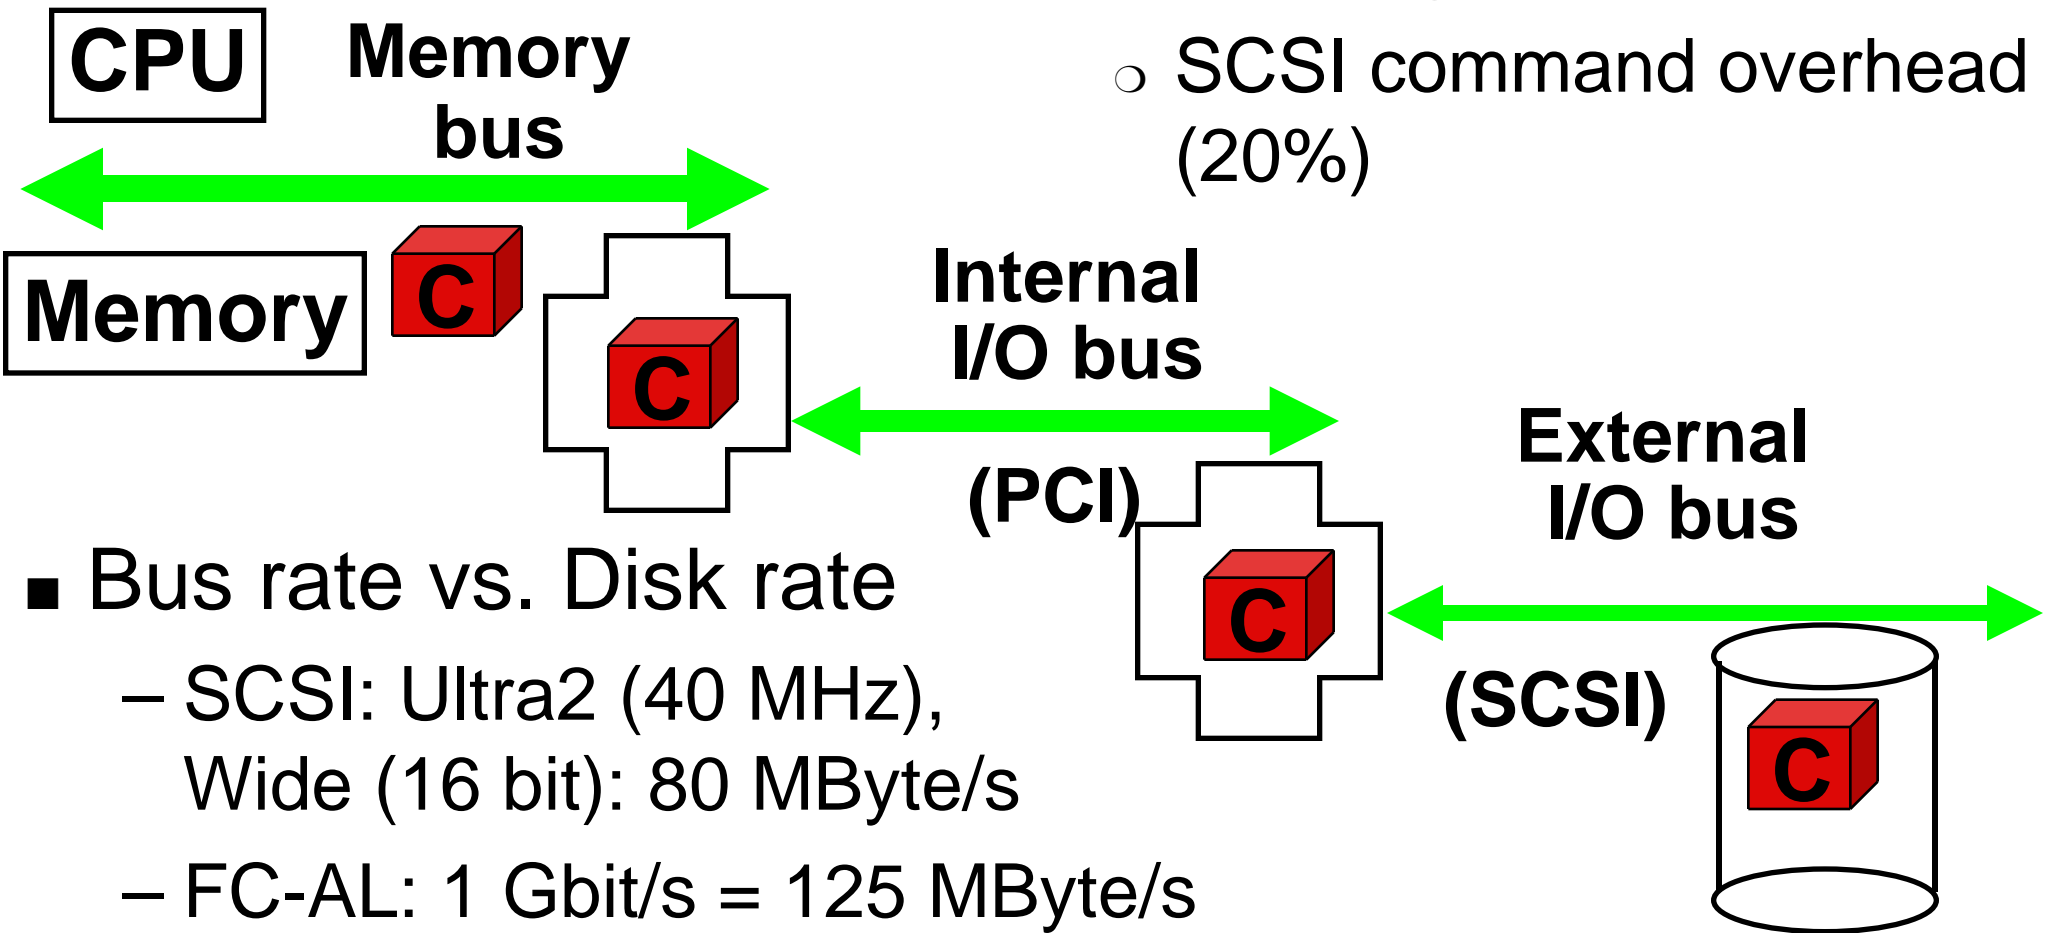 CPU
Memory
bus
❍ SCSI command overhead
(20%)
Memory
C
C
Internal
I/O bus
(PCI)
External
I/O bus
C
(SCSI)
C
■ Bus rate vs. Disk rate
– SCSI: Ultra2 (40 MHz),
Wide (16 bit): 80 MByte/s
– FC-AL: 1 Gbit/s = 125 MByte/s